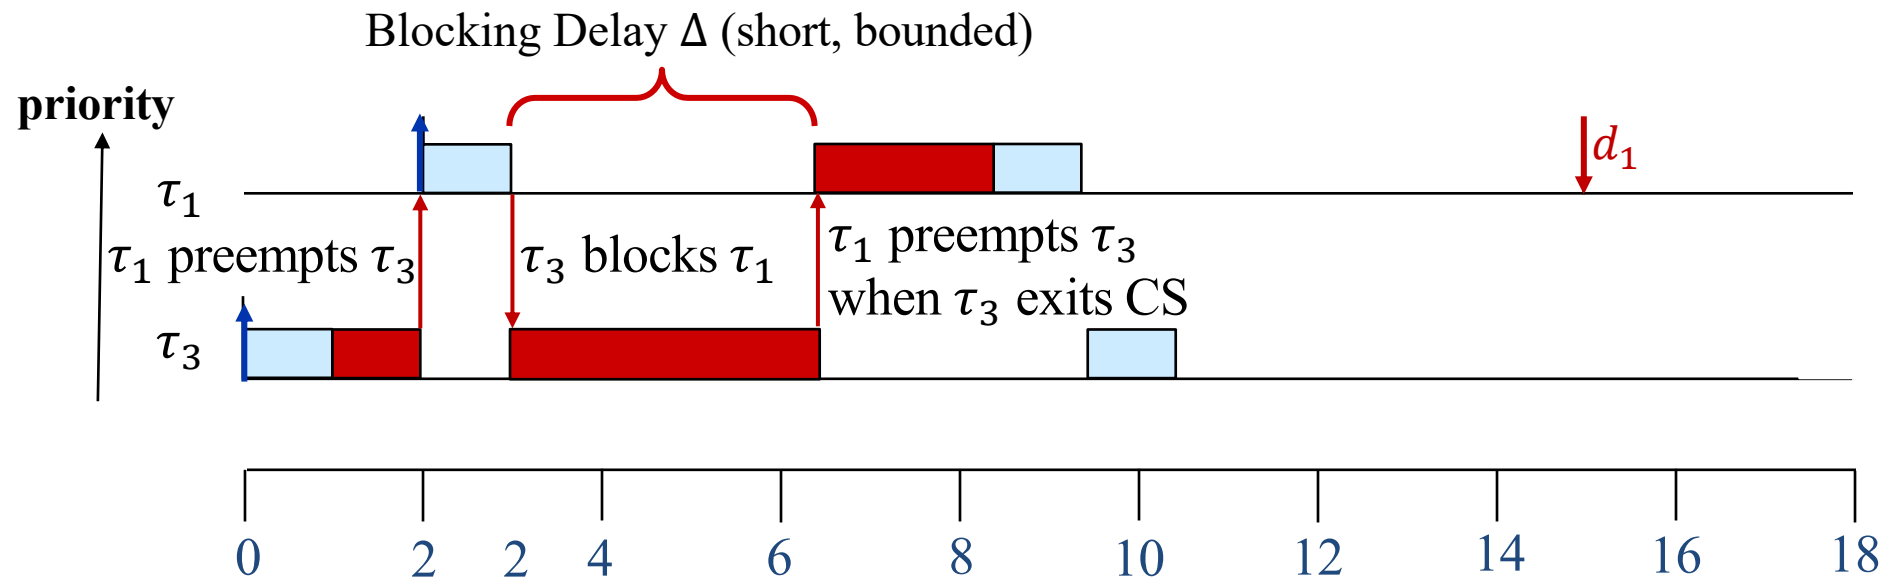 Blocking Delay Δ (short, bounded)
priority
d₁
τ₁
τ₁ preempts τ₃
τ₃ blocks τ₁
τ₁ preempts τ₃
when τ₃ exits CS
τ₃
0 2 2 4 6 8 10 12 14 16 18